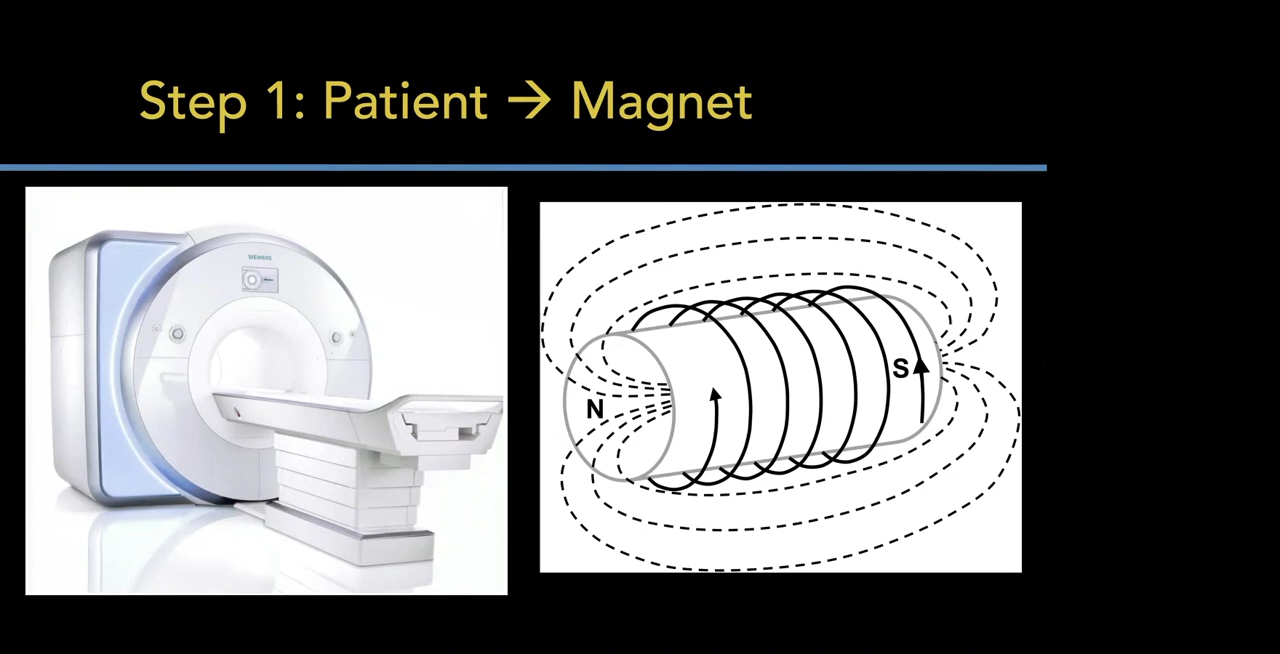 Step 1: Patient → Magnet
SIEMENS
N
S